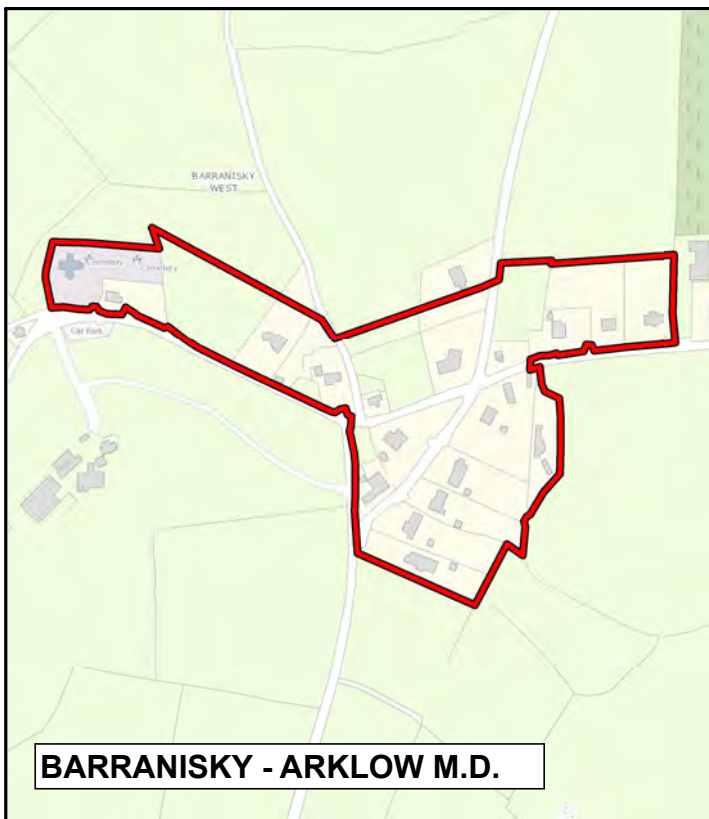 BARRANISKY
WEST
Cemetery
Cemetery
Car Park
BARRANISKY - ARKLOW M.D.